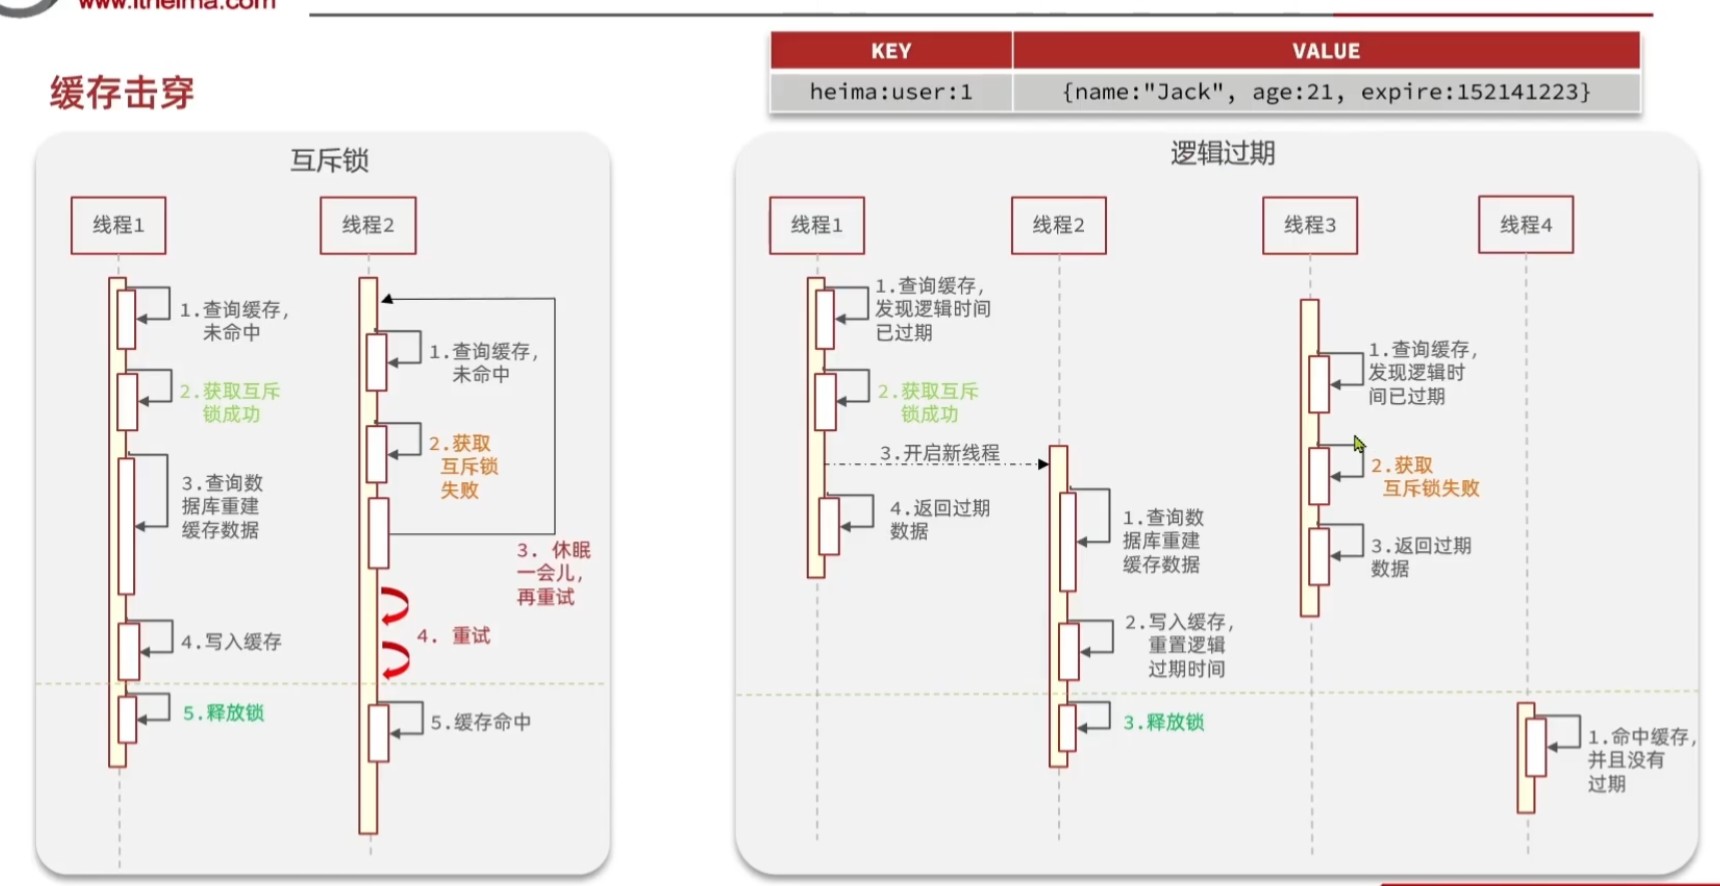 www.itheima.com
KEY
VALUE
heima:user:1
{name:"Jack", age:21, expire:152141223}
缓存击穿
互斥锁
线程1
线程2
1.查询缓存,
未命中
2.获取互斥
锁成功
3.查询数
据库重建
缓存数据
4.写入缓存
5.释放锁
1.查询缓存,
未命中
2.获取
互斥锁
失败
3. 休眠
一会儿,
再重试
4. 重试
5.缓存命中
逻辑过期
线程1
线程2
线程3
线程4
1.查询缓存,
发现逻辑时间
已过期
2.获取互斥
锁成功
3.开启新线程
4.返回过期
数据
1.查询数
据库重建
缓存数据
2.写入缓存,
重置逻辑
过期时间
3.释放锁
1.查询缓存,
发现逻辑时
间已过期
2.获取
互斥锁失败
3.返回过期
数据
1.命中缓存,
并且没有
过期